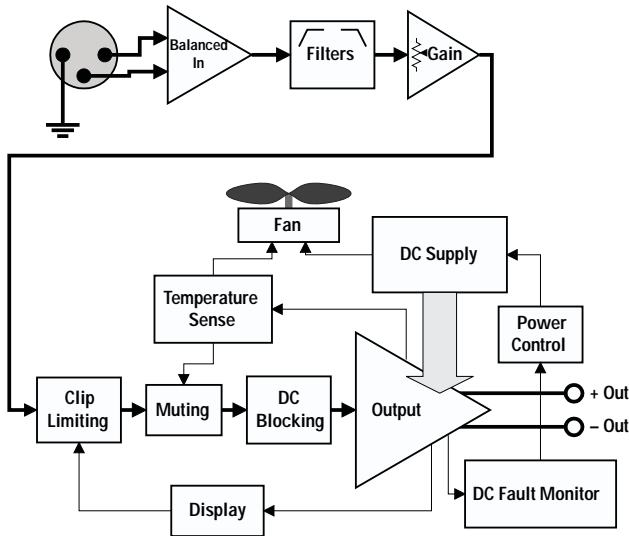 Balanced
In
Filters
Gain
Fan
DC Supply
Temperature
Sense
Power
Control
Clip
Limiting
Muting
DC
Blocking
Output
+ Out
– Out
Display
DC Fault Monitor